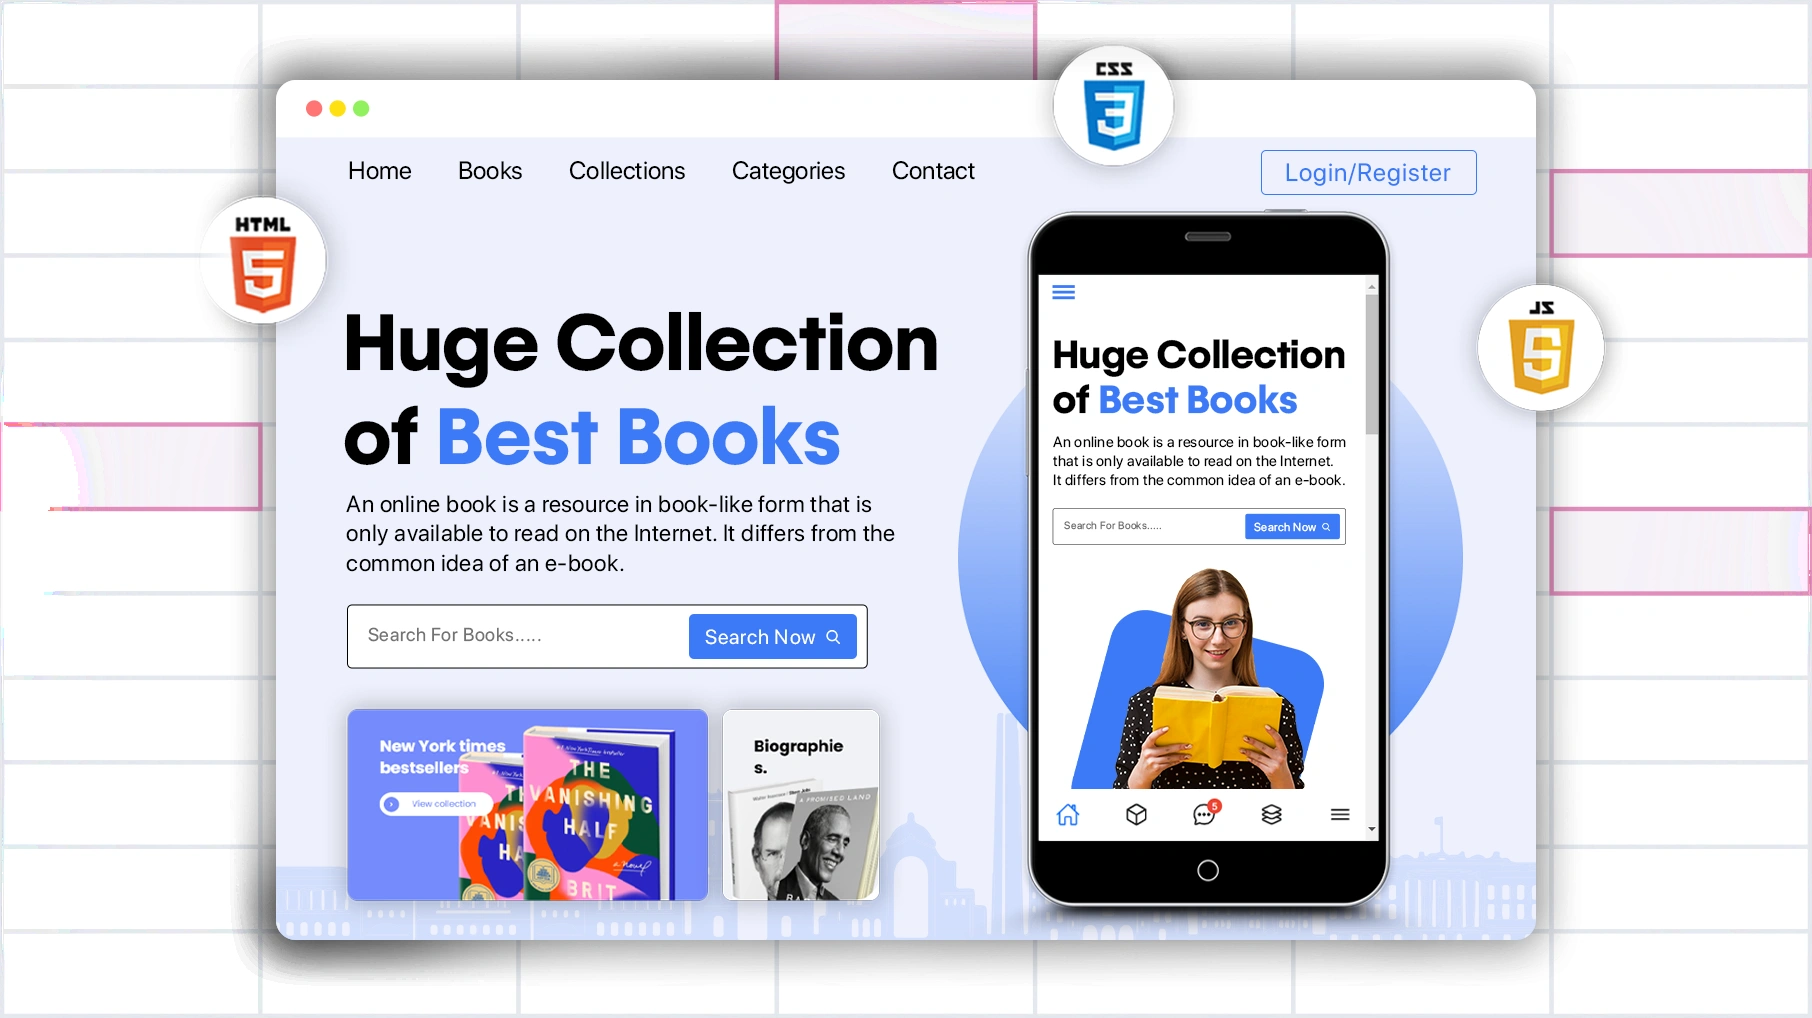 CSS
3
Home Books Collections Categories Contact
Login/Register
HTML
5
JS
5
Huge Collection
of Best Books
An online book is a resource in book-like form that is
only available to read on the Internet. It differs from the
common idea of an e-book.
Search For Books.....
Search Now
New York times
bestsellers
View collection
THE
VANISHING
HALF
a novel
BRIT
Biographie
s.
A PROMISED LAND
Huge Collection
of Best Books
An online book is a resource in book-like form
that is only available to read on the Internet.
It differs from the common idea of an e-book.
Search For Books.....
Search Now
5